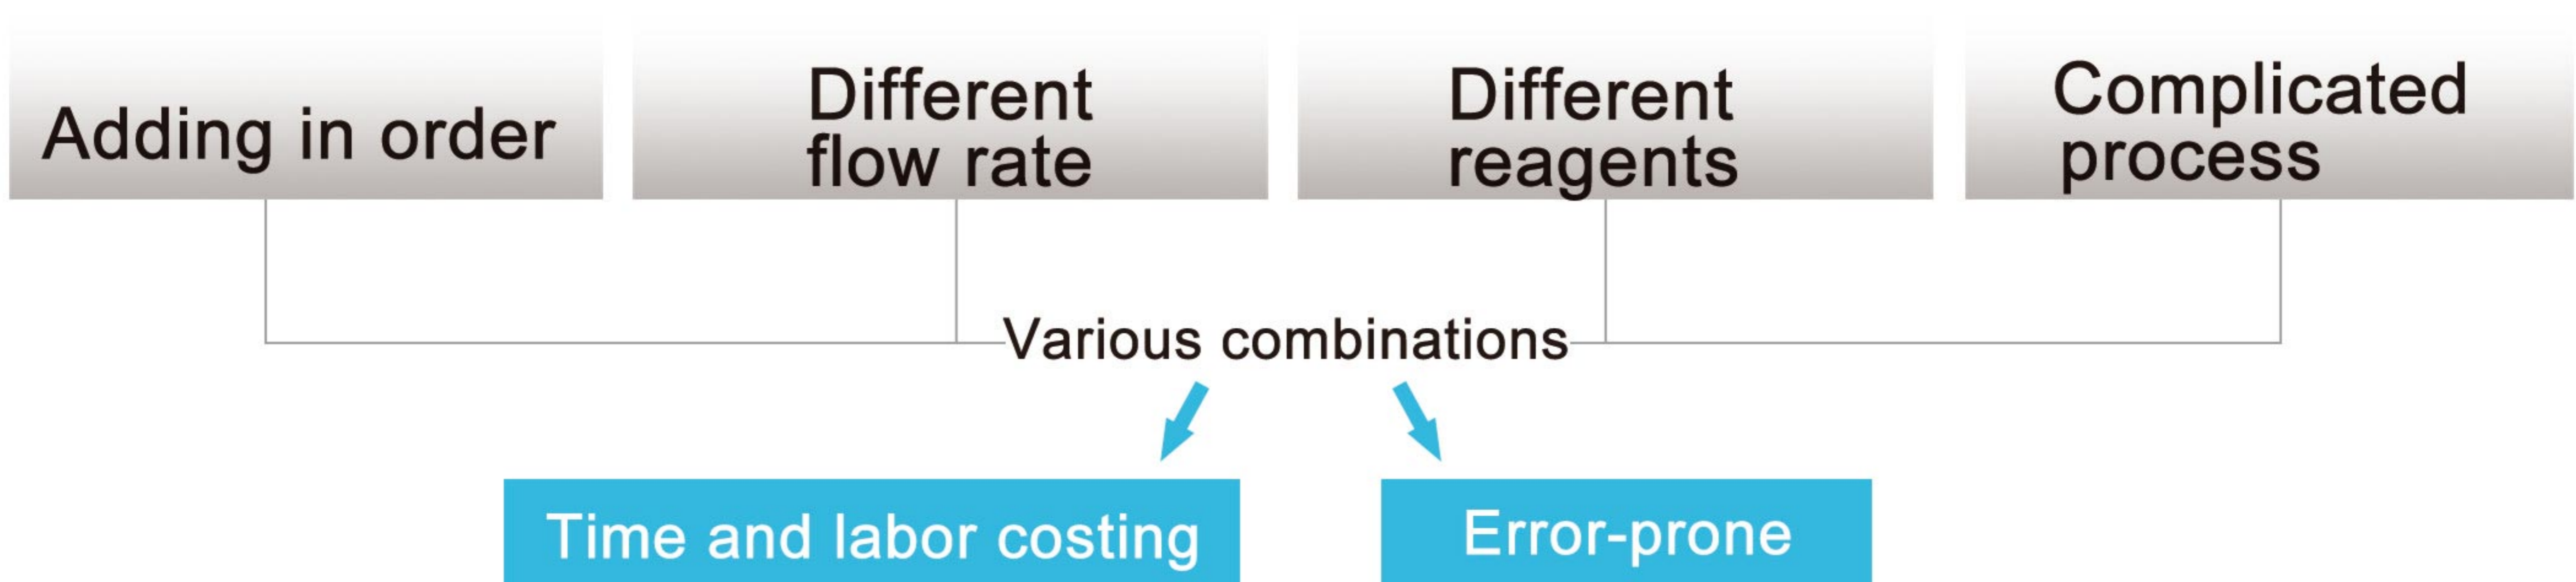 Adding in order
Different
flow rate
Different
reagents
Complicated
process
Various combinations
Time and labor costing
Error-prone